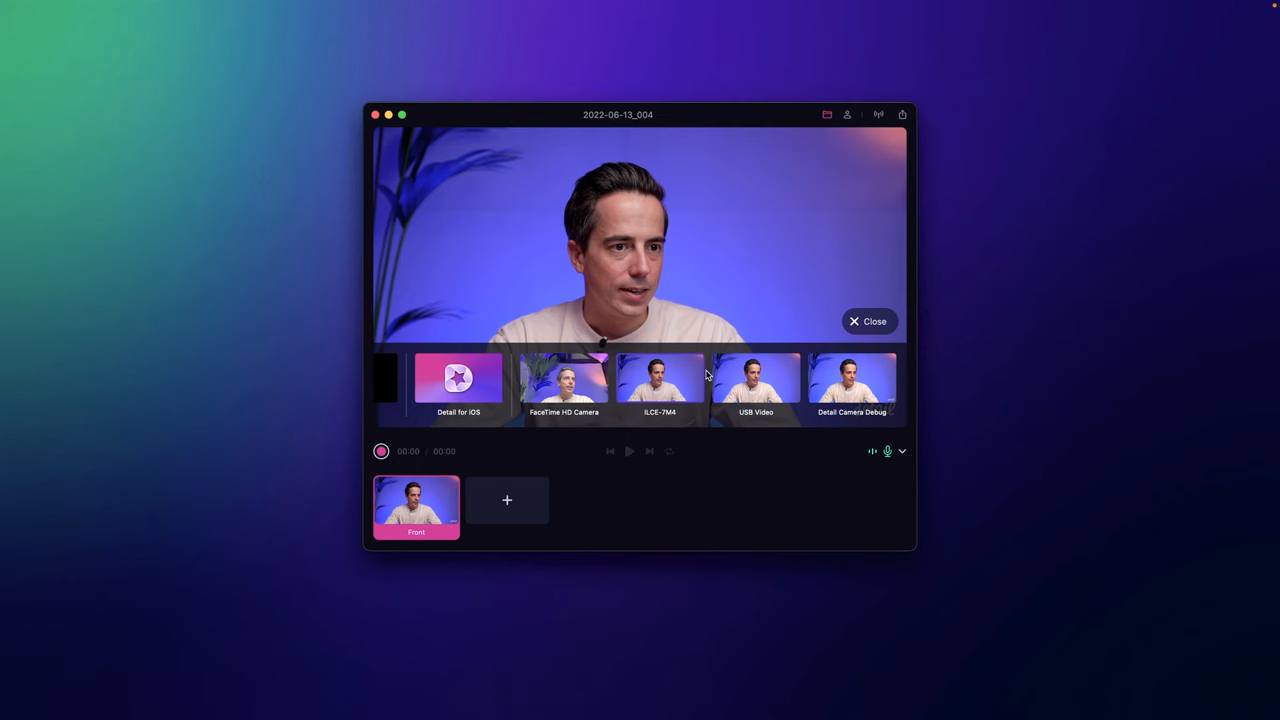 2022-06-13_004
Close
Detail for iOS
FaceTime HD Camera
ILCE-7M4
USB Video
Detail Camera Debug
00:00 / 00:00
Front